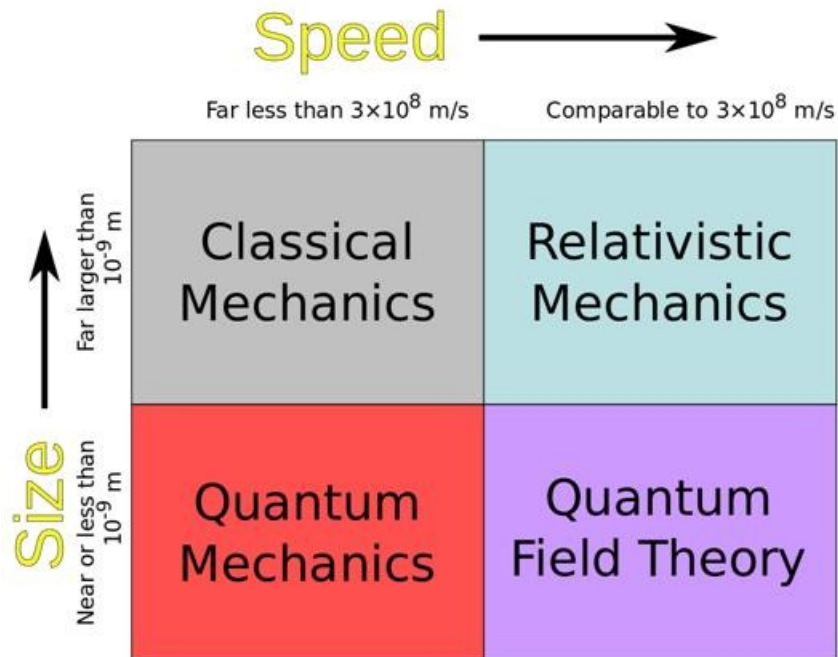 Speed
Far less than 3×10⁸ m/s
Comparable to 3×10⁸ m/s
Size
Far larger than
10⁻⁹ m
Classical
Mechanics
Relativistic
Mechanics
Near or less than
10⁻⁹ m
Quantum
Mechanics
Quantum
Field Theory